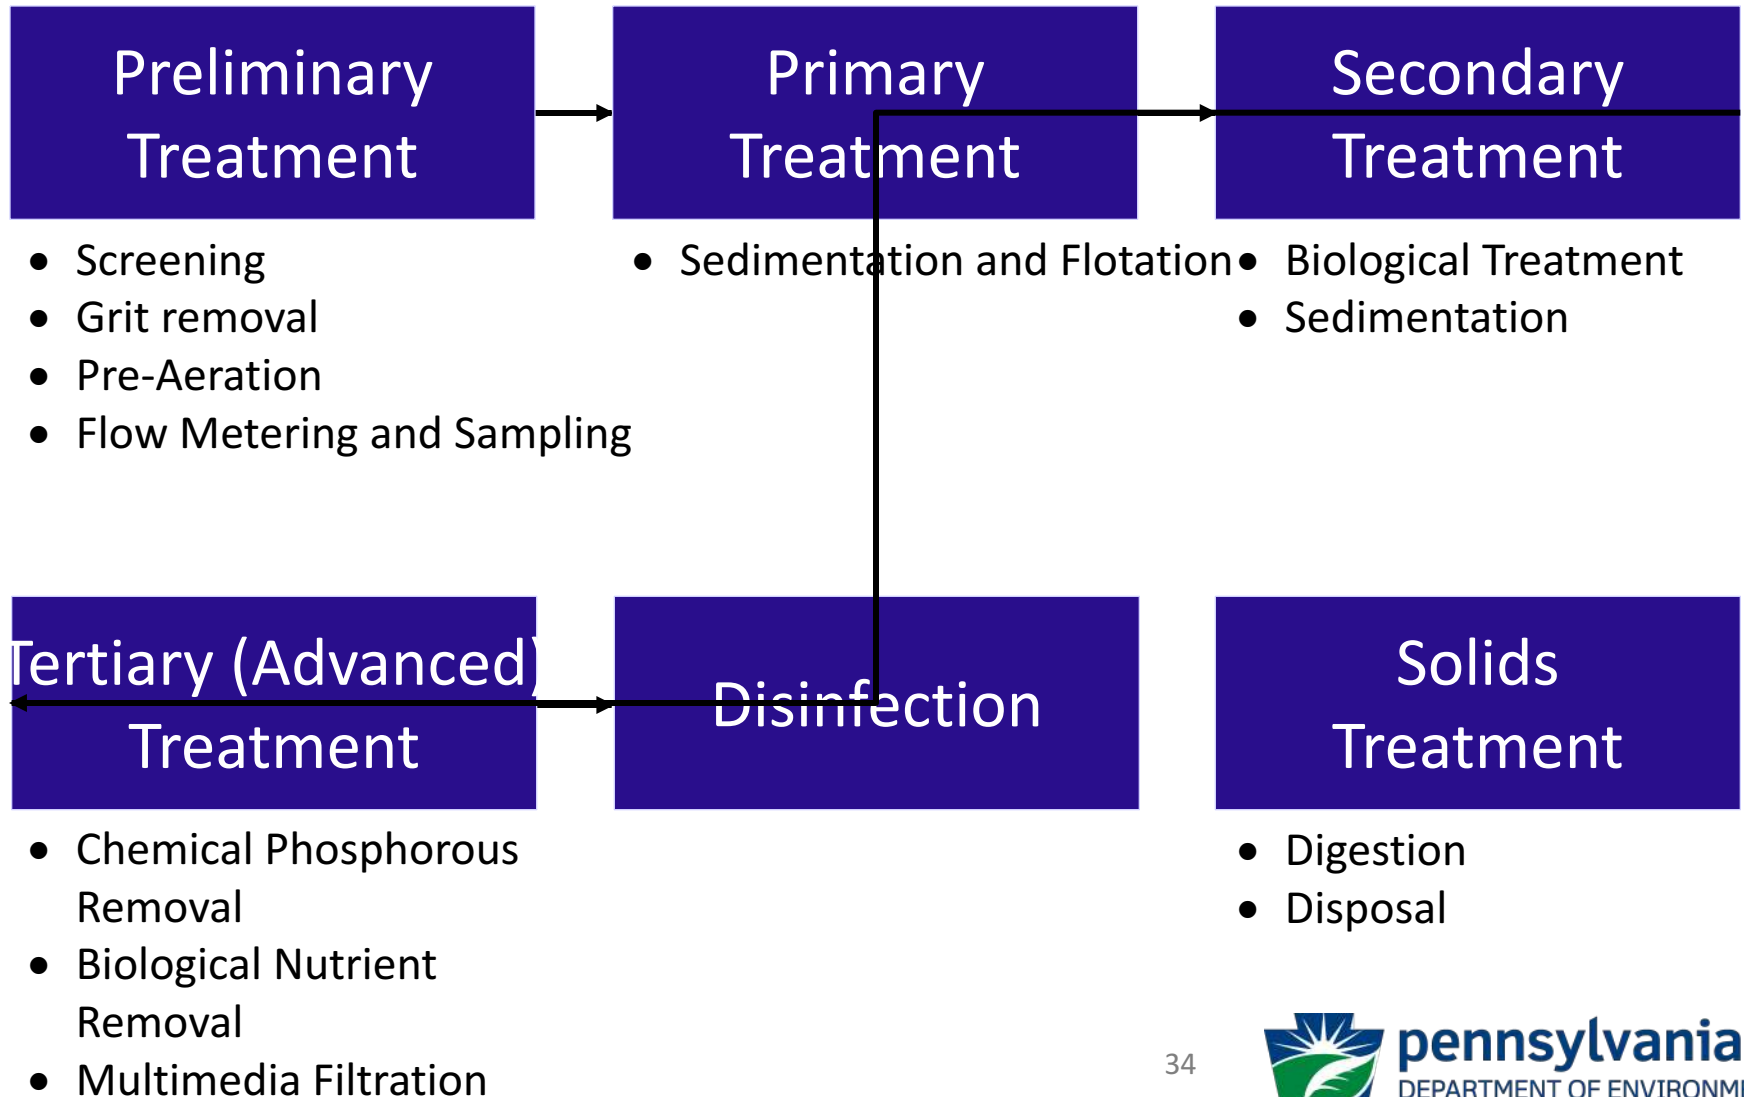 Preliminary
Treatment
• Screening
• Grit removal
• Pre-Aeration
• Flow Metering and Sampling
Primary
Treatment
• Sedimentation and Flotation
Secondary
Treatment
• Biological Treatment
• Sedimentation
Tertiary (Advanced)
Treatment
• Chemical Phosphorous
Removal
• Biological Nutrient
Removal
• Multimedia Filtration
Disinfection
Solids
Treatment
• Digestion
• Disposal
34
pennsylvania
DEPARTMENT OF